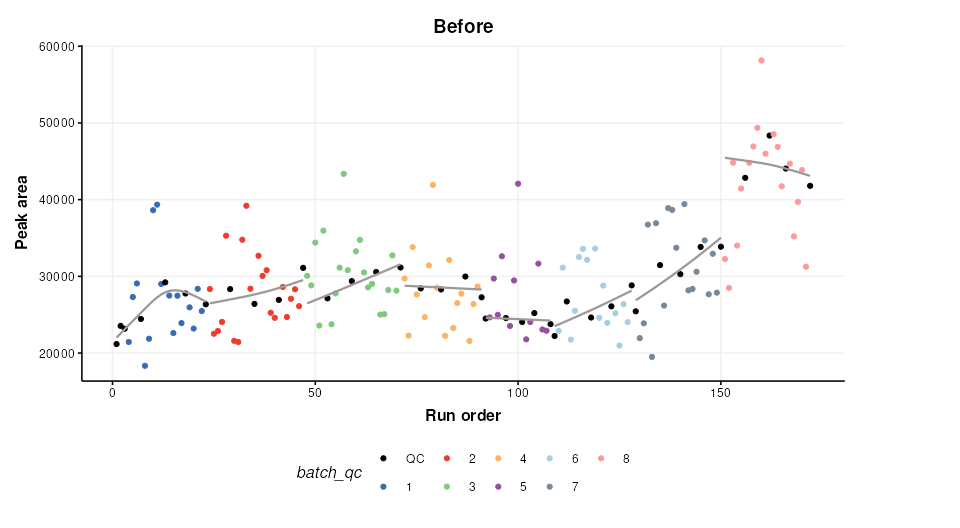 Before
60000
50000
40000
30000
20000
Peak area
0 50 100 150
Run order
batch_qc
QC 2 4 6 8
1 3 5 7